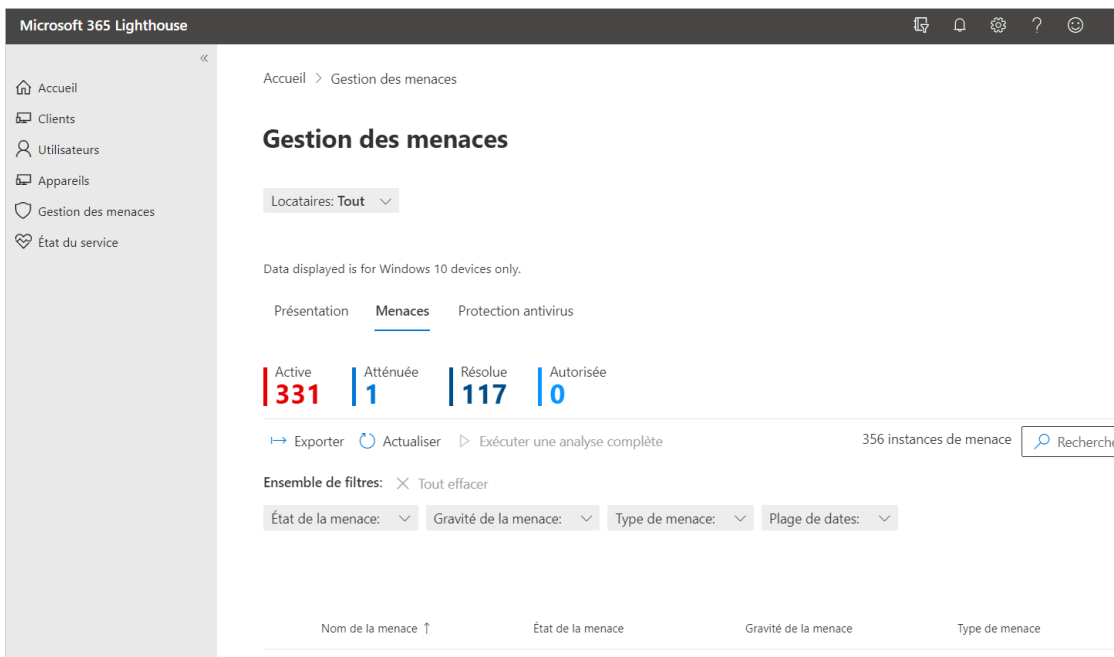 Microsoft 365 Lighthouse
Accueil
Clients
Utilisateurs
Appareils
Gestion des menaces
État du service
Accueil > Gestion des menaces
Gestion des menaces
Locataires: Tout
Data displayed is for Windows 10 devices only.
Présentation Menaces Protection antivirus
Active Atténuée Résolue Autorisée
331 1 117 0
Exporter Actualiser Exécuter une analyse complète 356 instances de menace Recherche
Ensemble de filtres: Tout effacer
État de la menace: Gravité de la menace: Type de menace: Plage de dates:
Nom de la menace ↑ État de la menace Gravité de la menace Type de menace